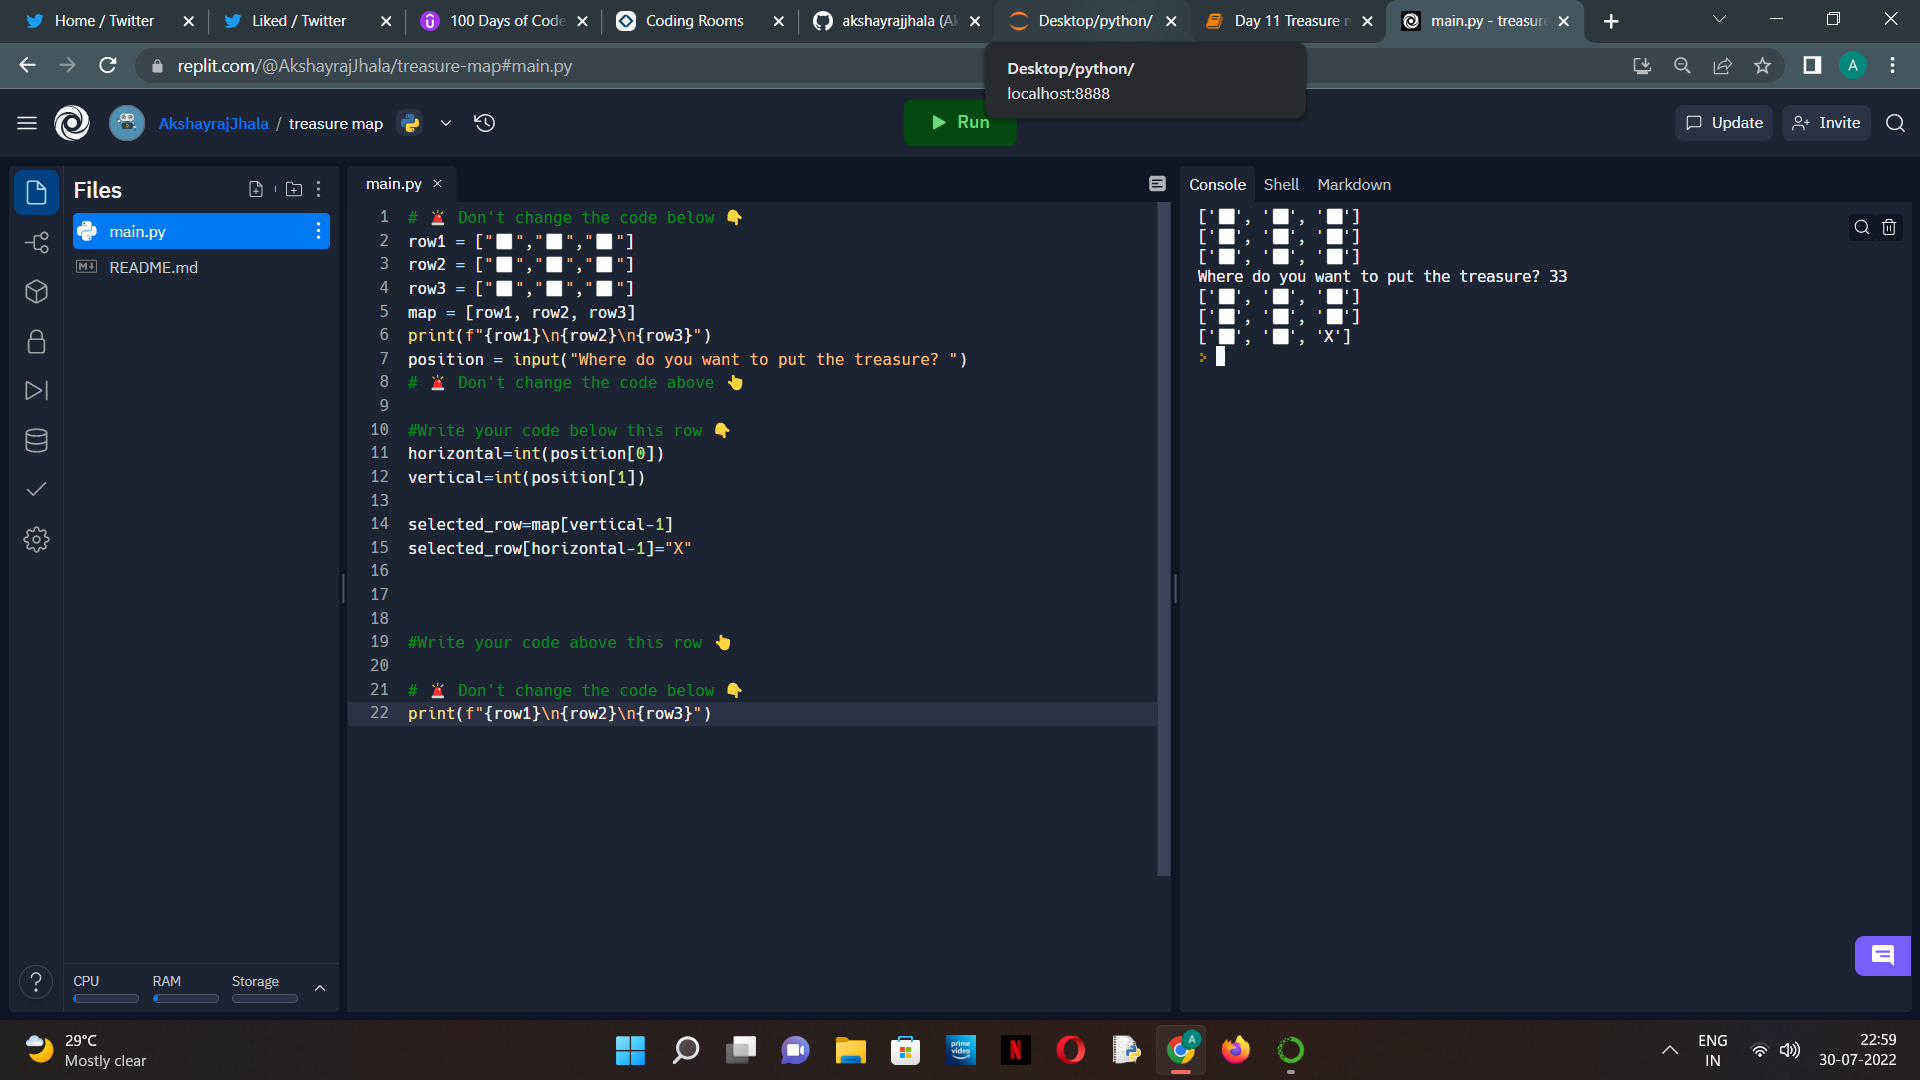 Home / Twitter
Liked / Twitter
100 Days of Code
Coding Rooms
akshayrajjhala (Ak
Desktop/python/
Day 11 Treasure m
main.py - treasure
replit.com/@AkshayrajJhala/treasure-map#main.py
A
Desktop/python/
localhost:8888
AkshayrajJhala / treasure map
Run
Update
Invite
Files
main.py
README.md
CPU
RAM
Storage
main.py
1 # 🚨 Don't change the code below 👇
2 row1 = ["⬜️","⬜️","⬜️"]
3 row2 = ["⬜️","⬜️","⬜️"]
4 row3 = ["⬜️","⬜️","⬜️"]
5 map = [row1, row2, row3]
6 print(f"{row1}\n{row2}\n{row3}")
7 position = input("Where do you want to put the treasure? ")
8 # 🚨 Don't change the code above 👆
9
10 #Write your code below this row 👇
11 horizontal=int(position[0])
12 vertical=int(position[1])
13
14 selected_row=map[vertical-1]
15 selected_row[horizontal-1]="X"
16
17
18
19 #Write your code above this row 👆
20
21 # 🚨 Don't change the code below 👇
22 print(f"{row1}\n{row2}\n{row3}")
Console
Shell
Markdown
['⬜️', '⬜️', '⬜️']
['⬜️', '⬜️', '⬜️']
['⬜️', '⬜️', '⬜️']
Where do you want to put the treasure? 33
['⬜️', '⬜️', '⬜️']
['⬜️', '⬜️', '⬜️']
['⬜️', '⬜️', 'X']
29°C
Mostly clear
prime video
N
A
ENG
IN
22:59
30-07-2022